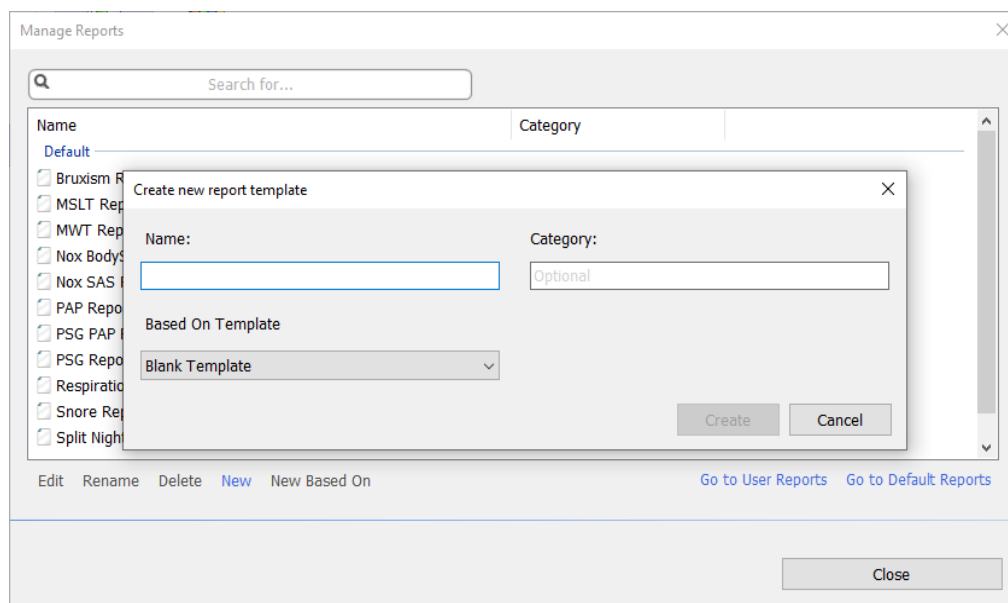 Manage Reports
Search for...
Name Category
Default
Bruxism R
Create new report template
MSLT Rep
MWT Rep
Name: Category:
Nox BodyS
Optional
Nox SAS
PAP Repo
Based On Template
PSG PAP
PSG Repo
Blank Template
Respiratio
Snore Rep
Create Cancel
Split Night
Edit Rename Delete New New Based On Go to User Reports Go to Default Reports
Close